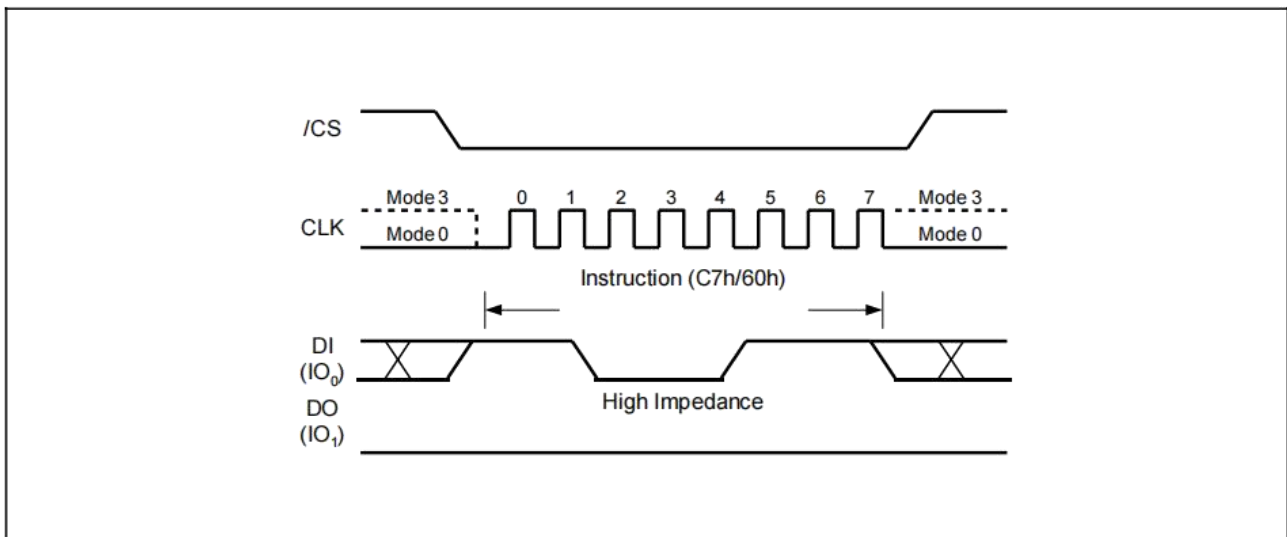 /CS
Mode 3 0 1 2 3 4 5 6 7 Mode 3
CLK
Mode 0 Mode 0
Instruction (C7h/60h)
DI
(IO₀)
High Impedance
DO
(IO₁)